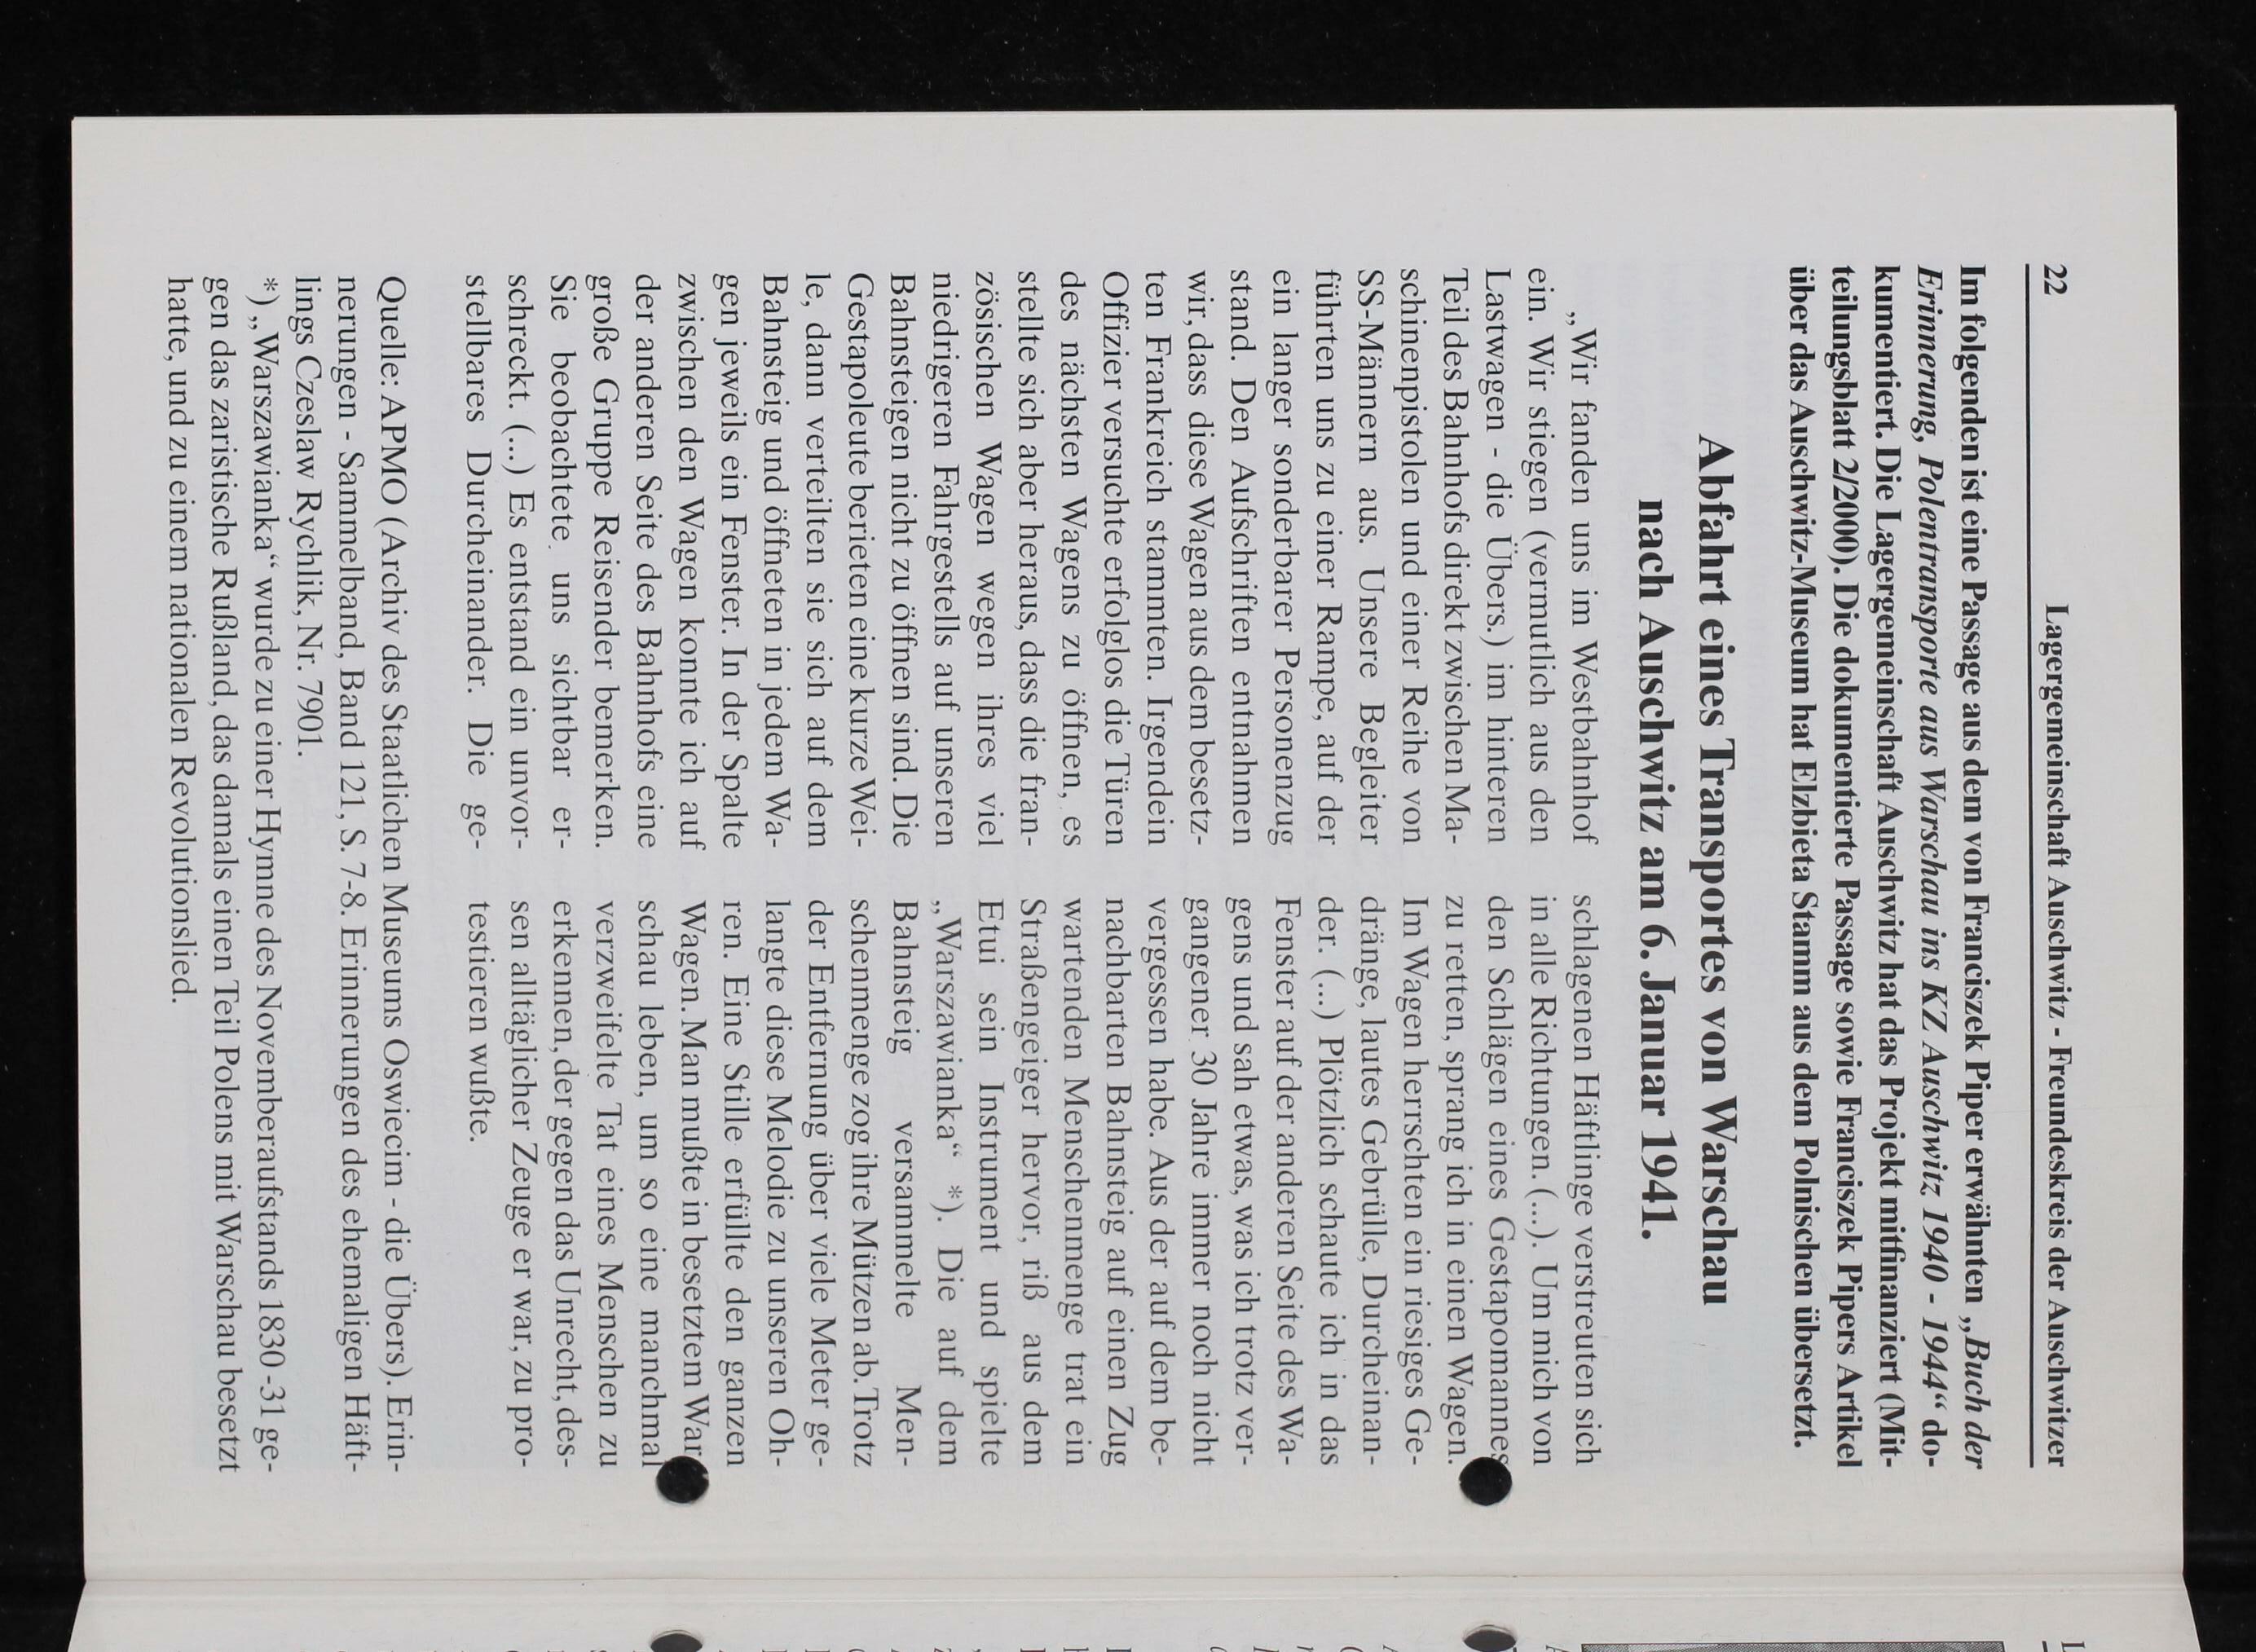 22 Lagergemeinschaft Auschwitz - Freundeskreis der Auschwitzer
Im folgenden ist eine Passage aus dem von Franciszek Piper erwähnten „Buch der
Erinnerung, Polentransporte aus Warschau ins KZ Auschwitz 1940 - 1944“ do-
kumentiert. Die Lagergemeinschaft Auschwitz hat das Projekt mitfinanziert (Mit-
teilungsblatt 2/2000). Die dokumentierte Passage sowie Franciszek Pipers Artikel
über das Auschwitz-Museum hat Elzbieta Stamm aus dem Polnischen übersetzt.
Abfahrt eines Transportes von Warschau
nach Auschwitz am 6. Januar 1941.
„Wir fanden uns im Westbahnhof
ein. Wir stiegen (vermutlich aus den
Lastwagen - die Übers.) im hinteren
Teil des Bahnhofs direkt zwischen Ma-
schinenpistolen und einer Reihe von
SS-Männern aus. Unsere Begleiter
führten uns zu einer Rampe, auf der
ein langer sonderbarer Personenzug
stand. Den Aufschriften entnahmen
wir, dass diese Wagen aus dem besetz-
ten Frankreich stammten. Irgendein
Offizier versuchte erfolglos die Türen
des nächsten Wagens zu öffnen, es
stellte sich aber heraus, dass die fran-
zösischen Wagen wegen ihres viel
niedrigeren Fahrgestells auf unseren
Bahnsteigen nicht zu öffnen sind. Die
Gestapoleute berieten eine kurze Wei-
le, dann verteilten sie sich auf dem
Bahnsteig und öffneten in jedem Wa-
gen jeweils ein Fenster. In der Spalte
zwischen den Wagen konnte ich auf
der anderen Seite des Bahnhofs eine
große Gruppe Reisender bemerken.
Sie beobachtete uns sichtbar er-
schreckt. (...) Es entstand ein unvor-
stellbares Durcheinander. Die ge-
schlagenen Häftlinge verstreuten sich
in alle Richtungen. (...). Um mich von
den Schlägen eines Gestapomannes
zu retten, sprang ich in einen Wagen.
Im Wagen herrschten ein riesiges Ge-
dränge, lautes Gebrülle, Durcheinan-
der. (...) Plötzlich schaute ich in das
Fenster auf der anderen Seite des Wa-
gens und sah etwas, was ich trotz ver-
gangener 30 Jahre immer noch nicht
vergessen habe. Aus der auf dem be-
nachbarten Bahnsteig auf einen Zug
wartenden Menschenmenge trat ein
Straßengeiger hervor, riß aus dem
Etui sein Instrument und spielte
„Warszawianka“ *). Die auf dem
Bahnsteig versammelte Men-
schenmenge zog ihre Mützen ab. Trotz
der Entfernung über viele Meter ge-
langte diese Melodie zu unseren Oh-
ren. Eine Stille erfüllte den ganzen
Wagen. Man mußte in besetztem War
schau leben, um so eine manchmal
verzweifelte Tat eines Menschen zu
erkennen, der gegen das Unrecht, des-
sen alltäglicher Zeuge er war, zu pro-
testieren wußte.
Quelle: APMO (Archiv des Staatlichen Museums Oswiecim - die Übers). Erin-
nerungen - Sammelband, Band 121, S. 7-8. Erinnerungen des ehemaligen Häft-
lings Czeslaw Rychlik, Nr. 7901.
*) „Warszawianka“ wurde zu einer Hymne des Novemberaufstands 1830 -31 ge-
gen das zaristische Rußland, das damals einen Teil Polens mit Warschau besetzt
hatte, und zu einem nationalen Revolutionslied.